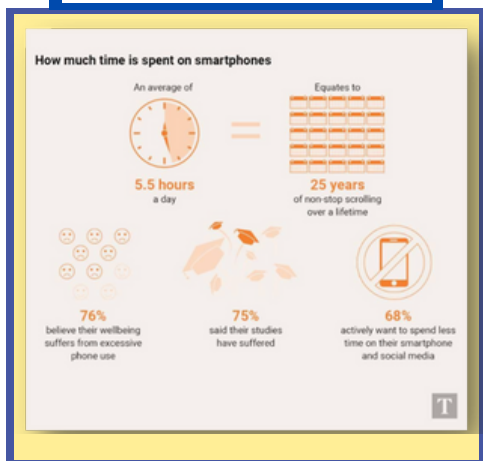 How much time is spent on smartphones
An average of
Equates to
5.5 hours
a day
25 years
of non-stop scrolling
over a lifetime
76%
believe their wellbeing
suffers from excessive
phone use
75%
said their studies
have suffered
68%
actively want to spend less
time on their smartphone
and social media
T